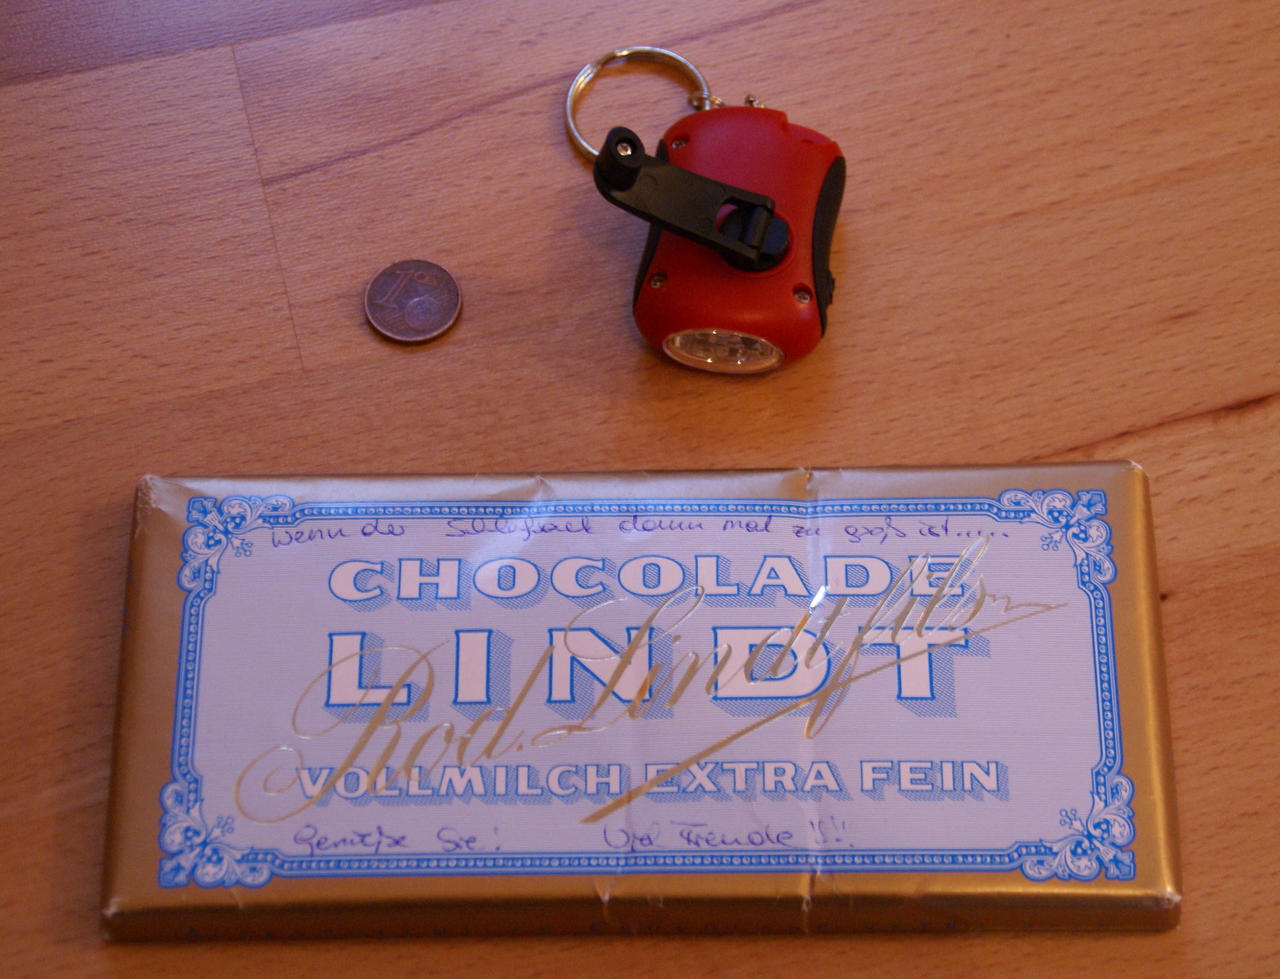 1
Wenn der Schlafsack dann mal zu groß ist.....
CHOCOLADE
LINDT
Rod. Lindt fils
VOLLMILCH EXTRA FEIN
Sie! Viel Freude!!!